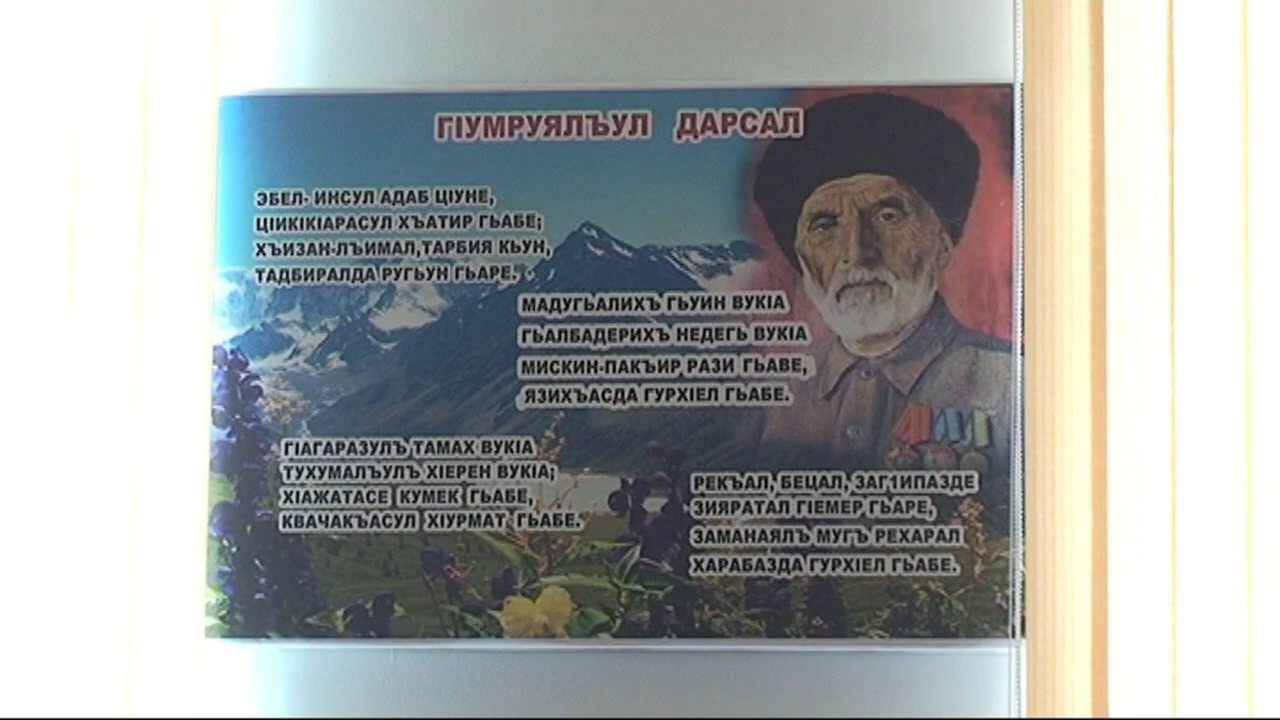 ГІУМРУЯЛЪУЛ ДАРСАЛ
ЭБЕЛ- ИНСУЛ АДАБ ЦІУНЕ,
ЦІИКІКІАРАСУЛ ХЪАТИР ГЬАБЕ;
ХЪИЗАН-ЛЪИМАЛ,ТАРБИЯ КЬУН,
ТАДБИРАЛДА РУГЬУН ГЬАРЕ.
МАДУГЬАЛИХЪ ГЬУИН ВУКІА
ГЬАЛБАДЕРИХЪ НЕДЕГЬ ВУКІА
МИСКИН-ПАКЪИР РАЗИ ГЬАВЕ,
ЯЗИХЪАСДА ГУРХІЕЛ ГЬАБЕ.
ГІАГАРАЗУЛЪ ТАМАХ ВУКІА
ТУХУМАЛЪУЛЪ ХІЕРЕН ВУКІА;
ХІАЖАТАСЕ КУМЕК ГЬАБЕ,
КВАЧАКЪАСУЛ ХІУРМАТ ГЬАБЕ.
РЕКЪАЛ, БЕЦАЛ, ЗАГ1ИПАЗДЕ
ЗИЯРАТАЛ ГІЕМЕР ГЬАРЕ,
ЗАМАНАЯЛЪ МУГЪ РЕХАРАЛ
ХАРАБАЗДА ГУРХІЕЛ ГЬАБЕ.